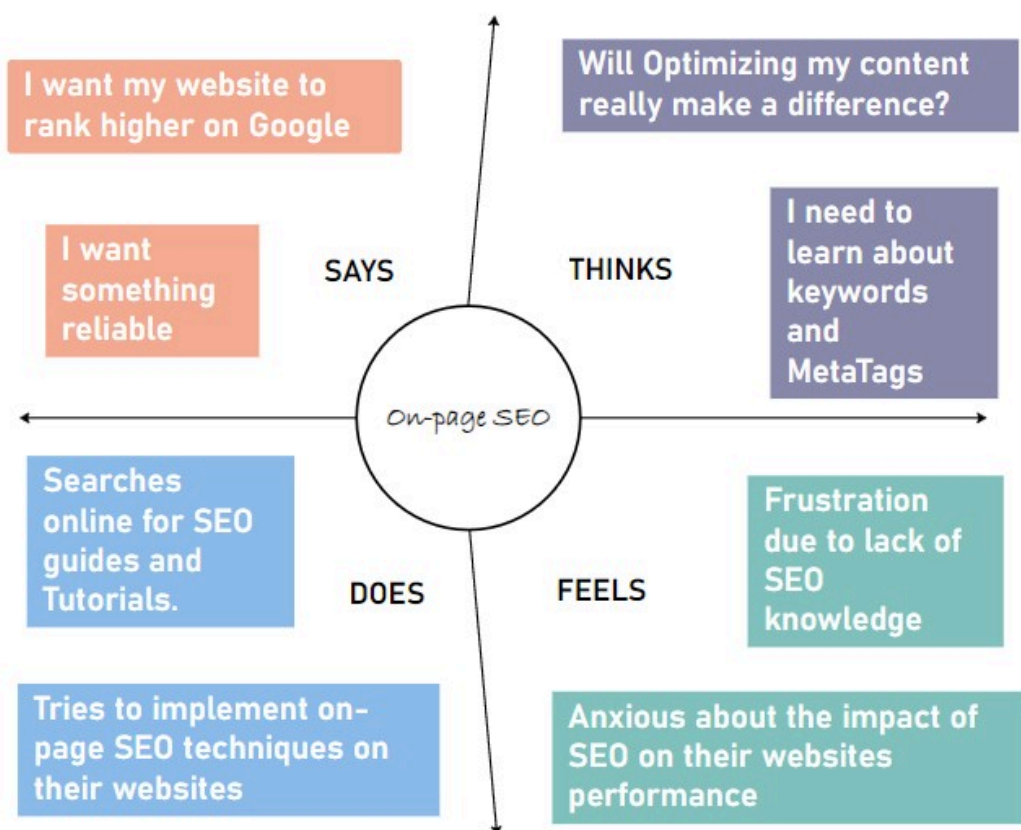 I want my website to
rank higher on Google
Will Optimizing my content
really make a difference?
I want
something
reliable
SAYS
THINKS
I need to
learn about
keywords
and
MetaTags
On-page SEO
Searches
online for SEO
guides and
Tutorials.
DOES
FEELS
Frustration
due to lack of
SEO
knowledge
Tries to implement on-
page SEO techniques on
their websites
Anxious about the impact of
SEO on their websites
performance